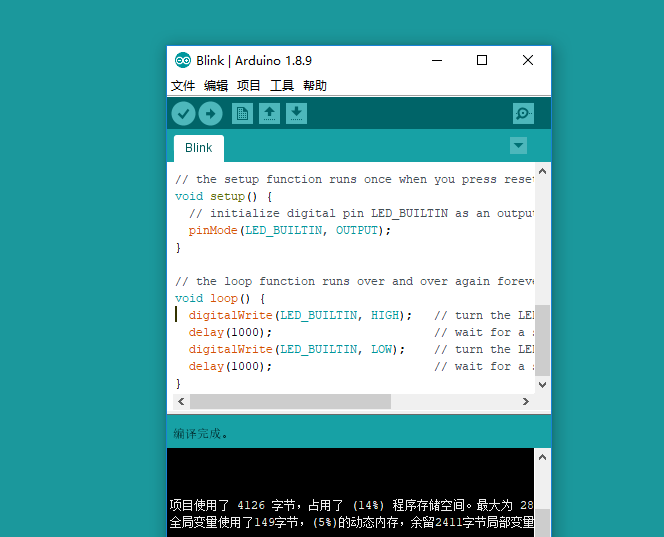 Blink | Arduino 1.8.9
文件 编辑 项目 工具 帮助
Blink
// the setup function runs once when you press reset
void setup() {
// initialize digital pin LED_BUILTIN as an output
pinMode(LED_BUILTIN, OUTPUT);
}
// the loop function runs over and over again foreve
void loop() {
digitalWrite(LED_BUILTIN, HIGH); // turn the LED
delay(1000); // wait for a s
digitalWrite(LED_BUILTIN, LOW); // turn the LED
delay(1000); // wait for a s
}
编译完成。
项目使用了 4126 字节，占用了 (14%) 程序存储空间。最大为 28
全局变量使用了149字节，(5%)的动态内存，余留2411字节局部变量